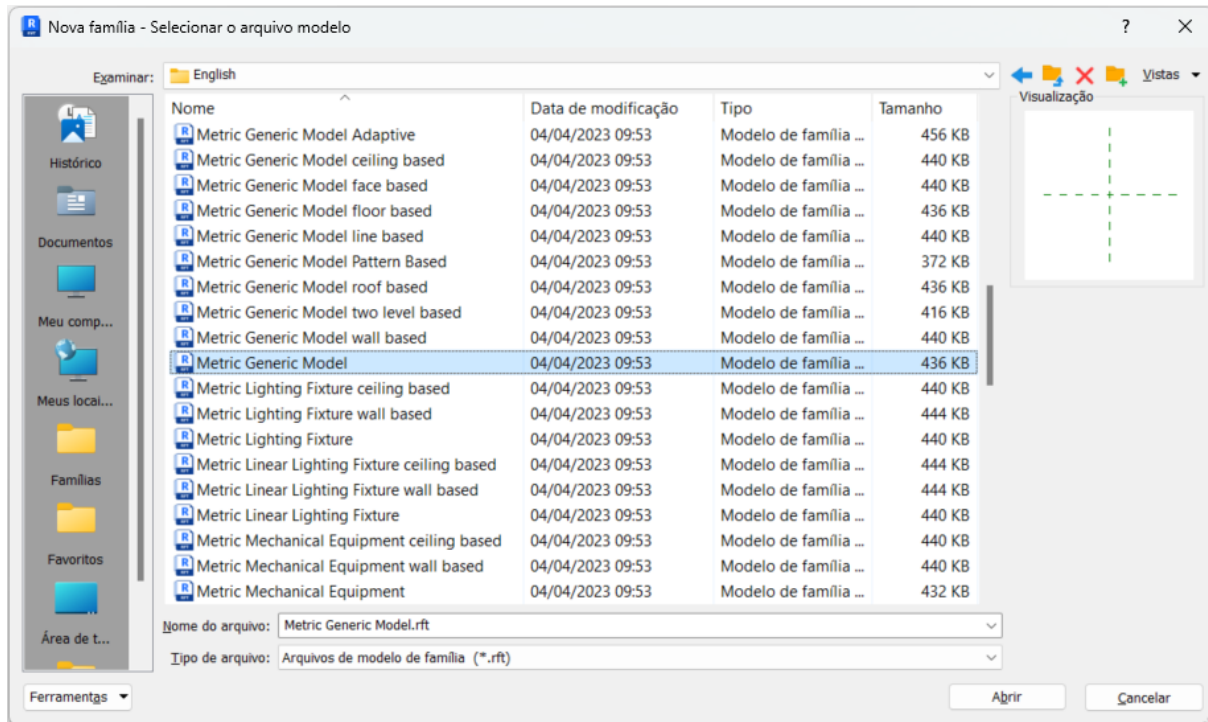 Nova família - Selecionar o arquivo modelo
?
Examinar: English
Vistas
Visualização
Histórico
Documentos
Meu comp...
Meus locai...
Famílias
Favoritos
Área de t...
Nome Data de modificação Tipo Tamanho
Metric Generic Model Adaptive 04/04/2023 09:53 Modelo de família ... 456 KB
Metric Generic Model ceiling based 04/04/2023 09:53 Modelo de família ... 440 KB
Metric Generic Model face based 04/04/2023 09:53 Modelo de família ... 440 KB
Metric Generic Model floor based 04/04/2023 09:53 Modelo de família ... 436 KB
Metric Generic Model line based 04/04/2023 09:53 Modelo de família ... 440 KB
Metric Generic Model Pattern Based 04/04/2023 09:53 Modelo de família ... 372 KB
Metric Generic Model roof based 04/04/2023 09:53 Modelo de família ... 436 KB
Metric Generic Model two level based 04/04/2023 09:53 Modelo de família ... 416 KB
Metric Generic Model wall based 04/04/2023 09:53 Modelo de família ... 440 KB
Metric Generic Model 04/04/2023 09:53 Modelo de família ... 436 KB
Metric Lighting Fixture ceiling based 04/04/2023 09:53 Modelo de família ... 440 KB
Metric Lighting Fixture wall based 04/04/2023 09:53 Modelo de família ... 444 KB
Metric Lighting Fixture 04/04/2023 09:53 Modelo de família ... 440 KB
Metric Linear Lighting Fixture ceiling based 04/04/2023 09:53 Modelo de família ... 444 KB
Metric Linear Lighting Fixture wall based 04/04/2023 09:53 Modelo de família ... 444 KB
Metric Linear Lighting Fixture 04/04/2023 09:53 Modelo de família ... 440 KB
Metric Mechanical Equipment ceiling based 04/04/2023 09:53 Modelo de família ... 440 KB
Metric Mechanical Equipment wall based 04/04/2023 09:53 Modelo de família ... 440 KB
Metric Mechanical Equipment 04/04/2023 09:53 Modelo de família ... 432 KB
Nome do arquivo: Metric Generic Model.rft
Tipo de arquivo: Arquivos de modelo de família (*.rft)
Ferramentas
Abrir
Cancelar